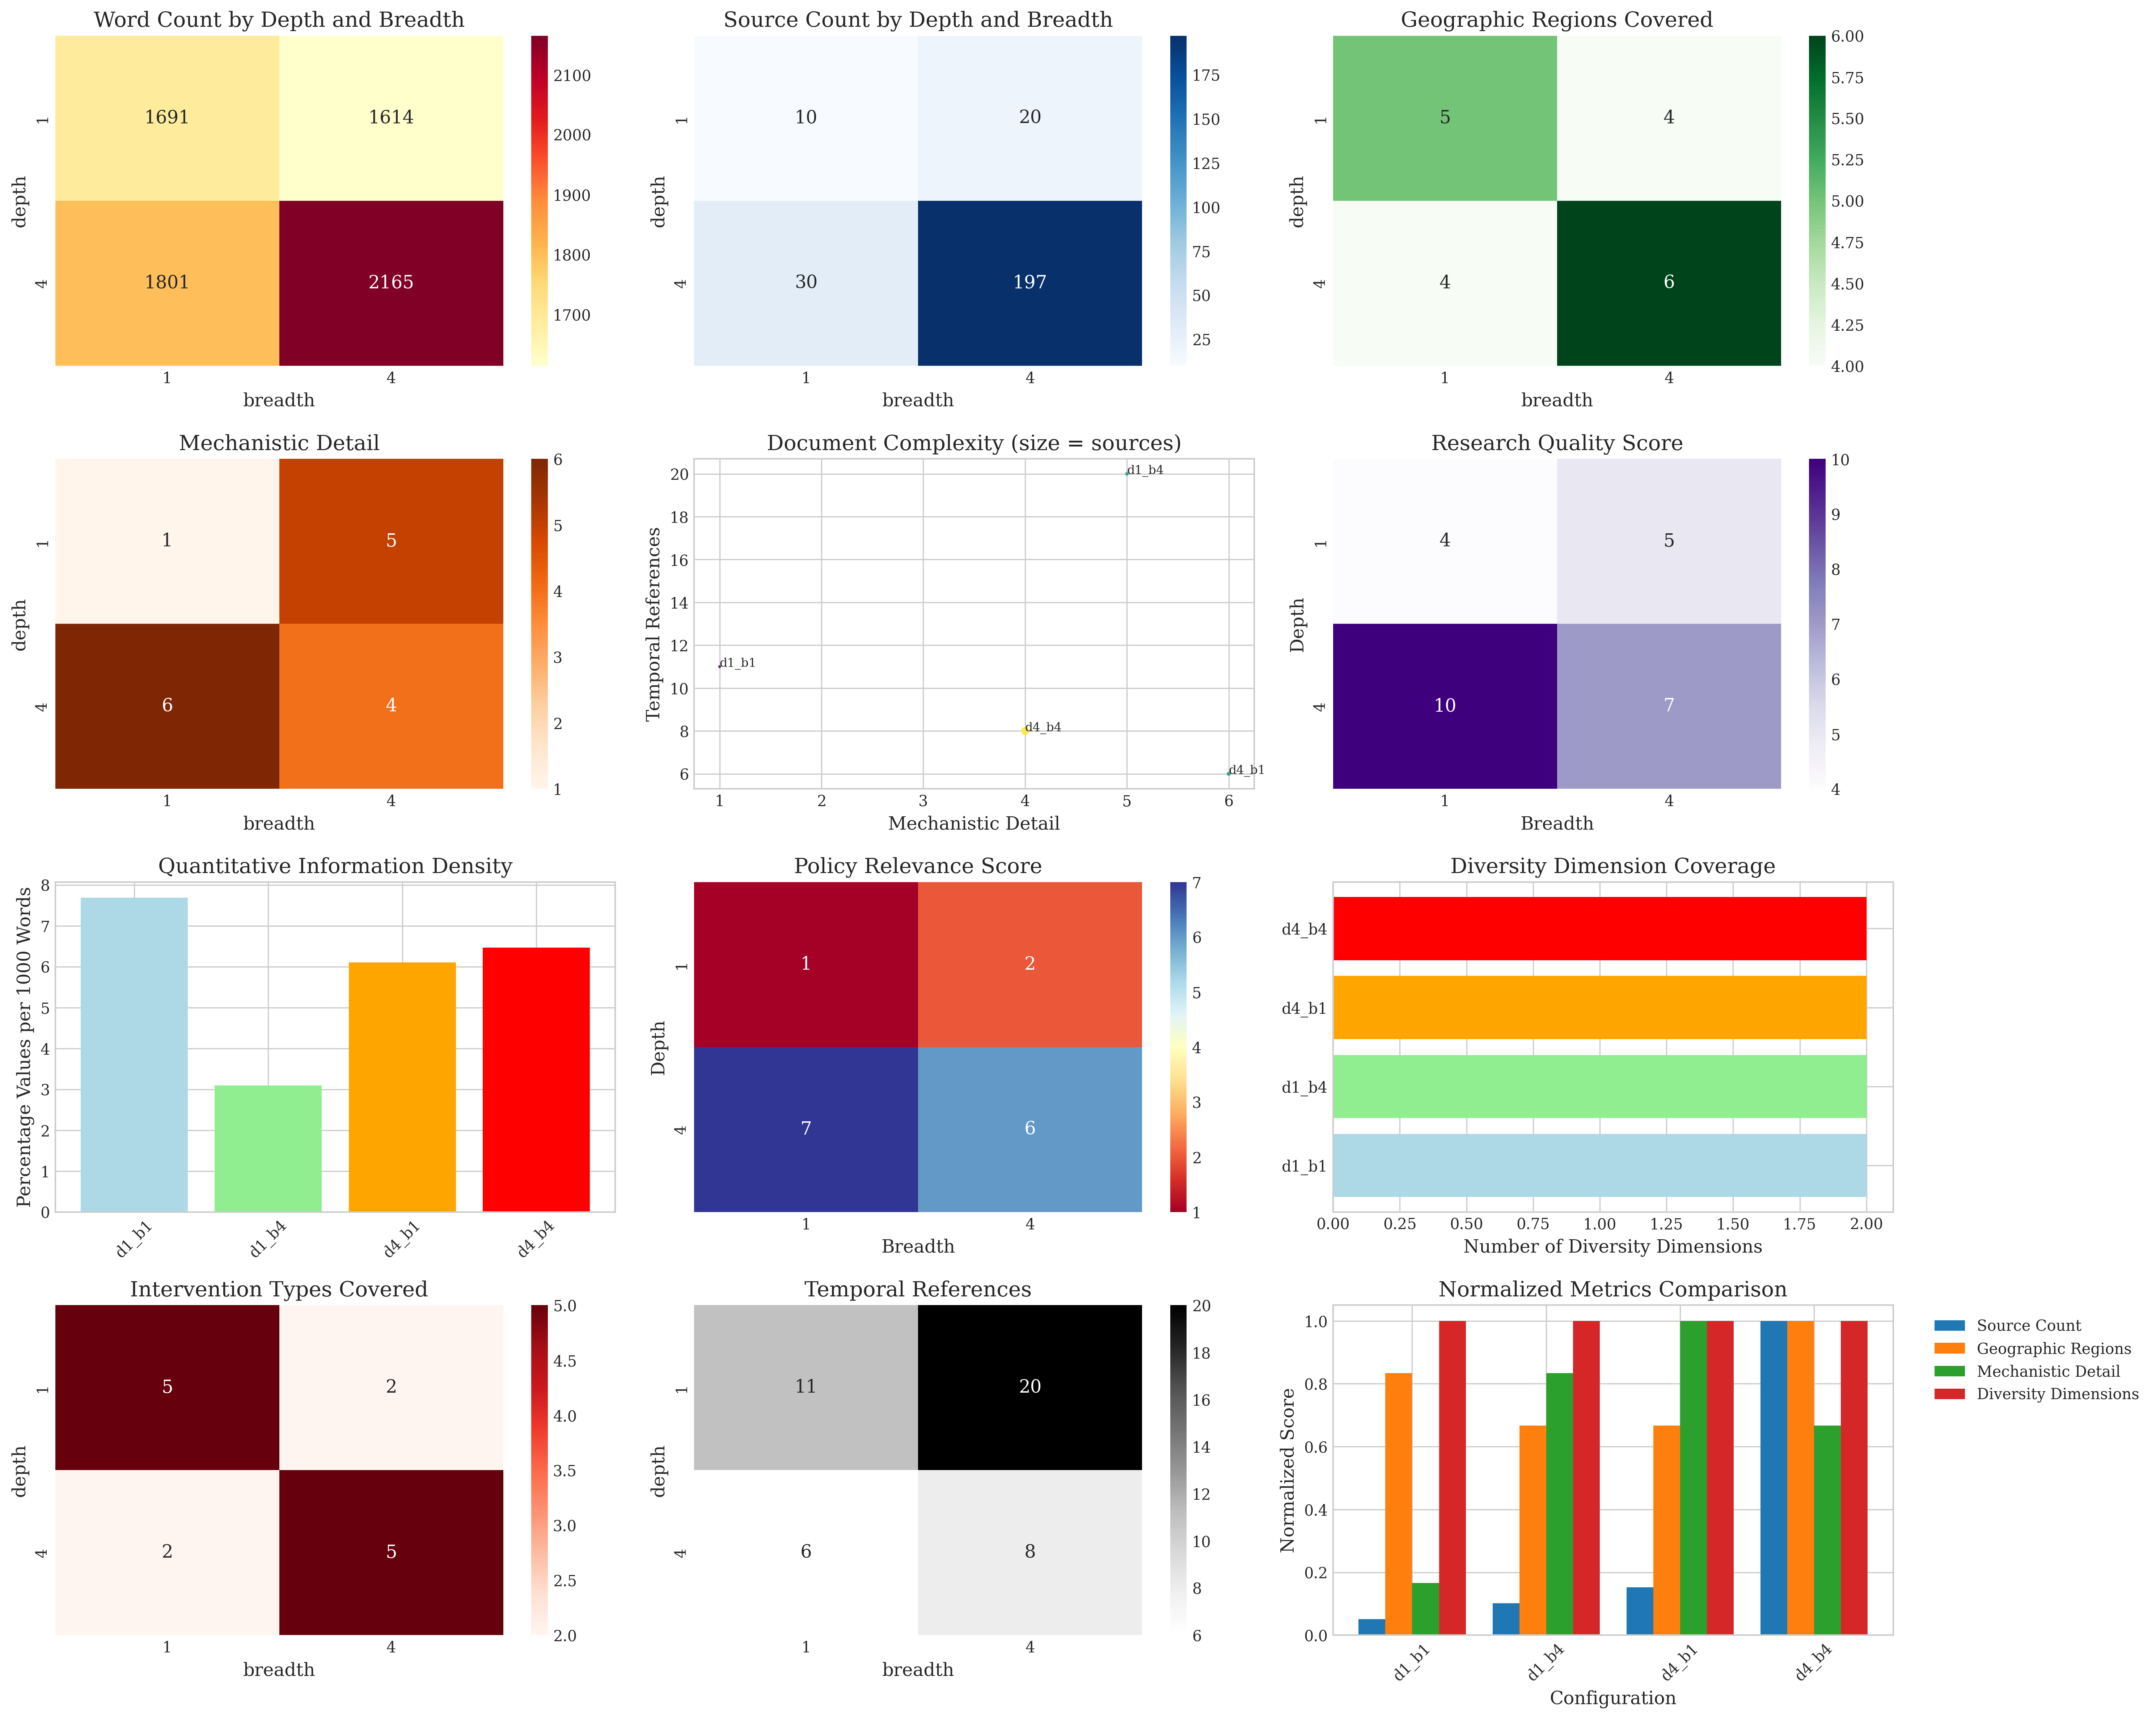 Word Count by Depth and Breadth
1691 1614
1801 2165
1
4
depth
1 4
breadth
2100
2000
1900
1800
1700
Source Count by Depth and Breadth
10 20
30 197
1
4
depth
1 4
breadth
175
150
125
100
75
50
25
Geographic Regions Covered
5 4
4 6
1
4
depth
1 4
breadth
6.00
5.75
5.50
5.25
5.00
4.75
4.50
4.25
4.00
Mechanistic Detail
1 5
6 4
1
4
depth
1 4
breadth
6
5
4
3
2
1
Document Complexity (size = sources)
20
18
16
14
12
10
8
6
Temporal References
d1_b4
d1_b1
d4_b4
d4_b1
1 2 3 4 5 6
Mechanistic Detail
Research Quality Score
4 5
10 7
1
4
Depth
1 4
Breadth
10
9
8
7
6
5
4
Quantitative Information Density
8
7
6
5
4
3
2
1
0
Percentage Values per 1000 Words
d1_b1 d1_b4 d4_b1 d4_b4
Policy Relevance Score
1 2
7 6
1
4
Depth
1 4
Breadth
7
6
5
4
3
2
1
Diversity Dimension Coverage
d4_b4
d4_b1
d1_b4
d1_b1
0.00 0.25 0.50 0.75 1.00 1.25 1.50 1.75 2.00
Number of Diversity Dimensions
Intervention Types Covered
5 2
2 5
1
4
depth
1 4
breadth
5.0
4.5
4.0
3.5
3.0
2.5
2.0
Temporal References
11 20
6 8
1
4
depth
1 4
breadth
20
18
16
14
12
10
8
6
Normalized Metrics Comparison
1.0
0.8
0.6
0.4
0.2
0.0
Normalized Score
d1_b1 d1_b4 d4_b1 d4_b4
Configuration
Source Count
Geographic Regions
Mechanistic Detail
Diversity Dimensions